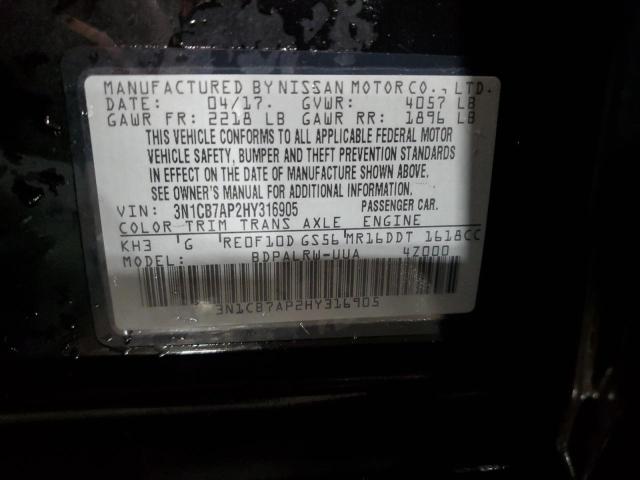 MANUFACTURED BY NISSAN MOTOR CO., LTD.
DATE: 04/17. GVWR: 4057 LB
GAWR FR: 2218 LB GAWR RR: 1896 LB
THIS VEHICLE CONFORMS TO ALL APPLICABLE FEDERAL MOTOR
VEHICLE SAFETY, BUMPER AND THEFT PREVENTION STANDARDS
IN EFFECT ON THE DATE OF MANUFACTURE SHOWN ABOVE.
SEE OWNER'S MANUAL FOR ADDITIONAL INFORMATION.
VIN: 3N1CB7AP2HY316905 PASSENGER CAR.
COLOR TRIM TRANS AXLE ENGINE
KH3 G RE0F10D GS56 MR16DDT 1618CC
MODEL: BDPALRW-UUA 4Z000
3N1CB7AP2HY316905